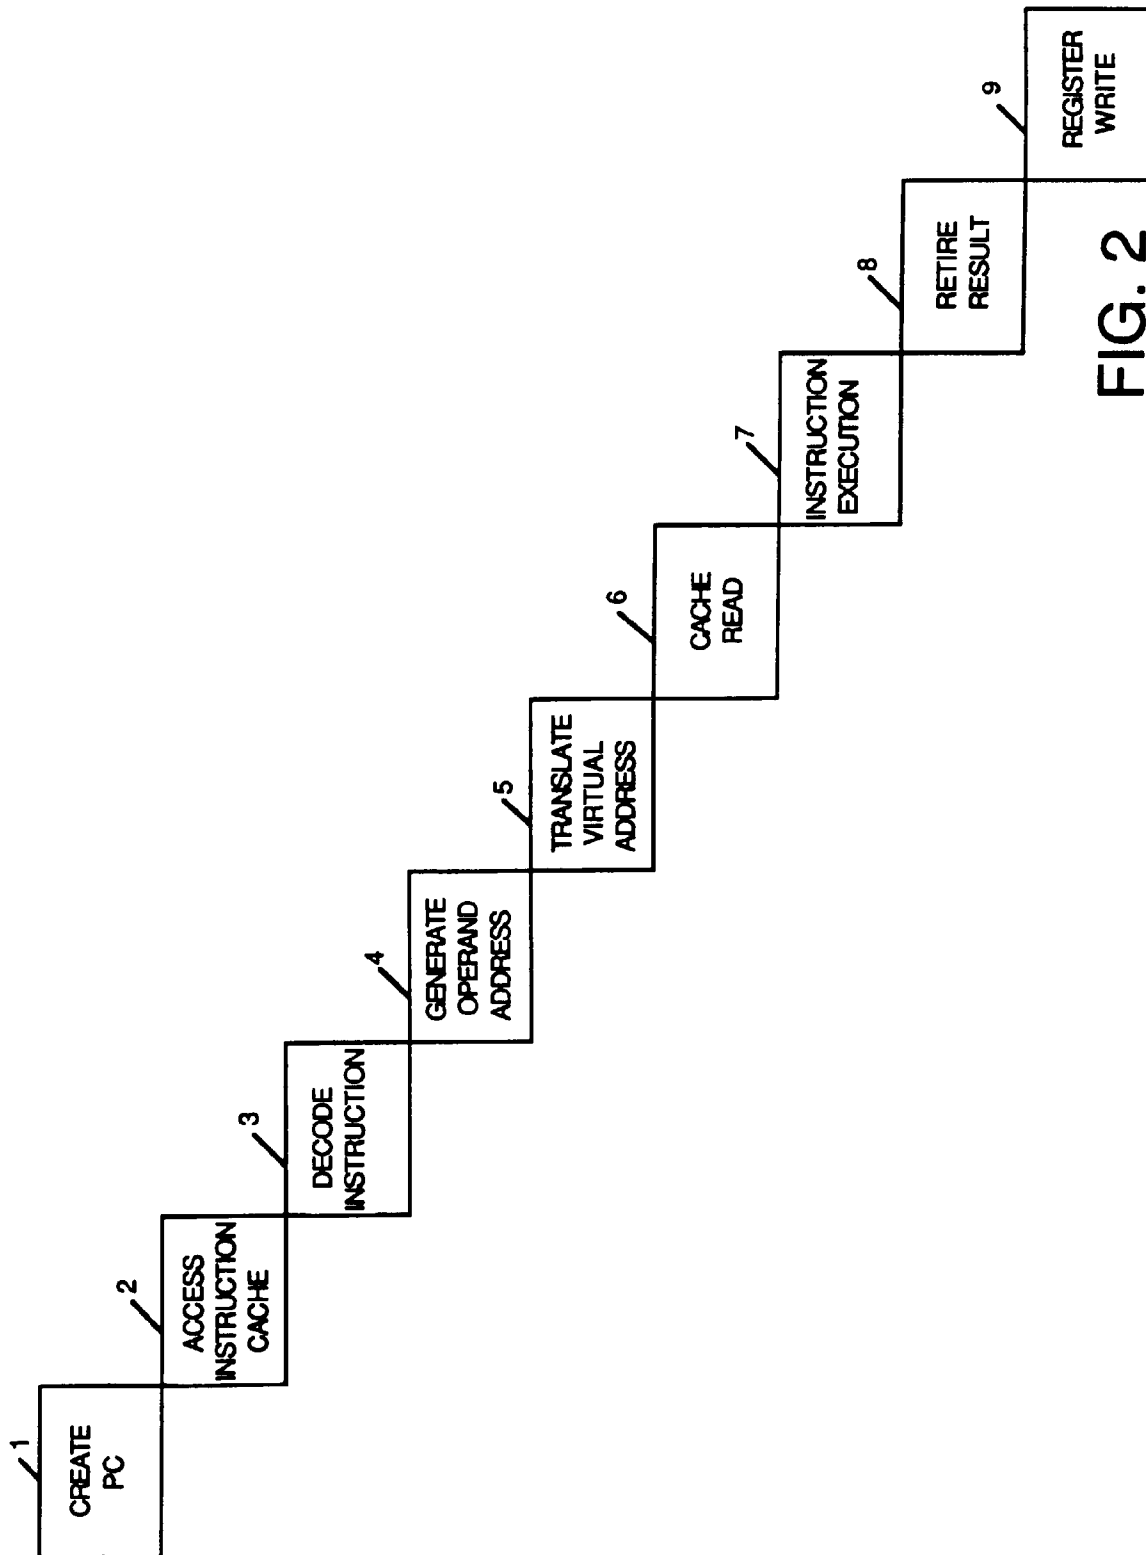 1
CREATE
PC
2
ACCESS
INSTRUCTION
CACHE
3
DECODE
INSTRUCTION
4
GENERATE
OPERAND
ADDRESS
5
TRANSLATE
VIRTUAL
ADDRESS
6
CACHE
READ
7
INSTRUCTION
EXECUTION
8
RETIRE
RESULT
9
REGISTER
WRITE
FIG. 2